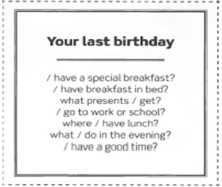 Your last birthday
/ have a special breakfast?
/ have breakfast in bed?
what presents / get?
/ go to work or school?
where / have lunch?
what / do in the evening?
/ have a good time?